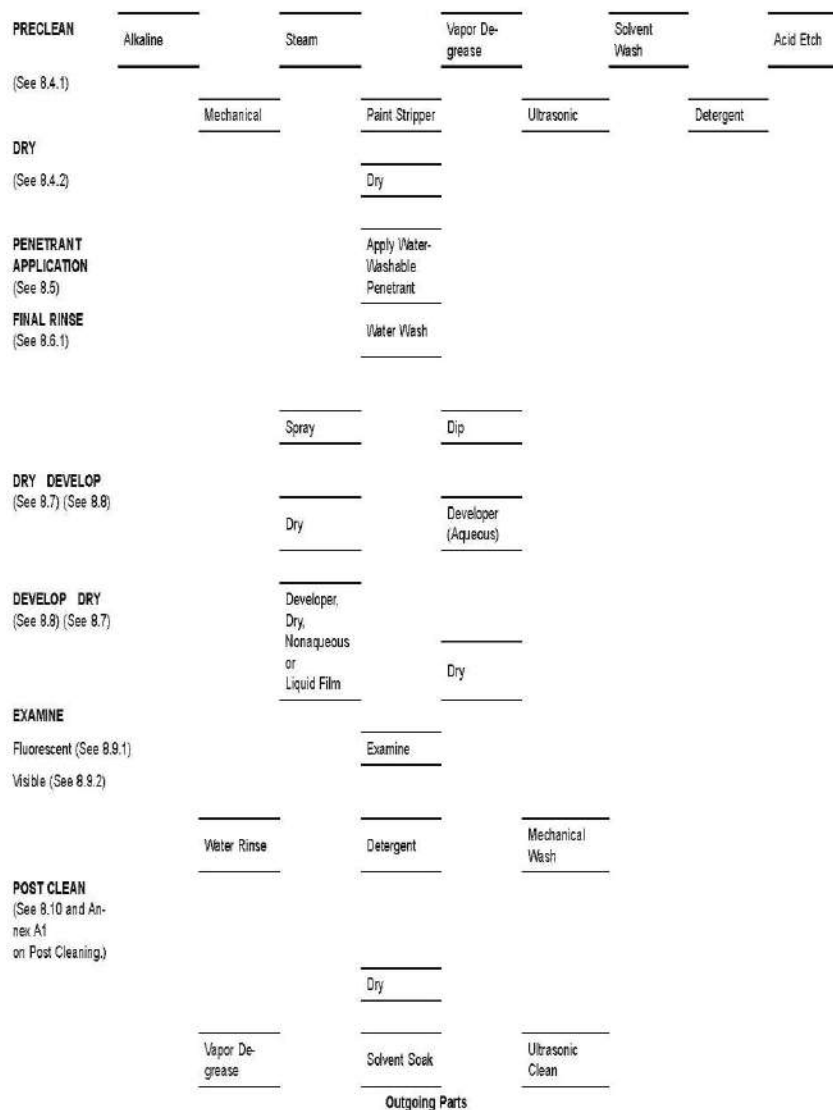 PRECLEAN
Alkaline
Steam
Vapor De-
grease
Solvent
Wash
Acid Etch
(See 8.4.1)
Mechanical
Paint Stripper
Ultrasonic
Detergent
DRY
(See 8.4.2)
Dry
PENETRANT
APPLICATION
(See 8.5)
Apply Water-
Washable
Penetrant
FINAL RINSE
(See 8.6.1)
Water Wash
Spray
Dip
DRY DEVELOP
(See 8.7) (See 8.8)
Dry
Developer
(Aqueous)
DEVELOP DRY
(See 8.8) (See 8.7)
Developer,
Dry,
Nonaqueous
or
Liquid Film
Dry
EXAMINE
Fluorescent (See 8.9.1)
Visible (See 8.9.2)
Examine
Water Rinse
Detergent
Mechanical
Wash
POST CLEAN
(See 8.10 and An-
nex A1
on Post Cleaning.)
Dry
Vapor De-
grease
Solvent Soak
Ultrasonic
Clean
Outgoing Parts